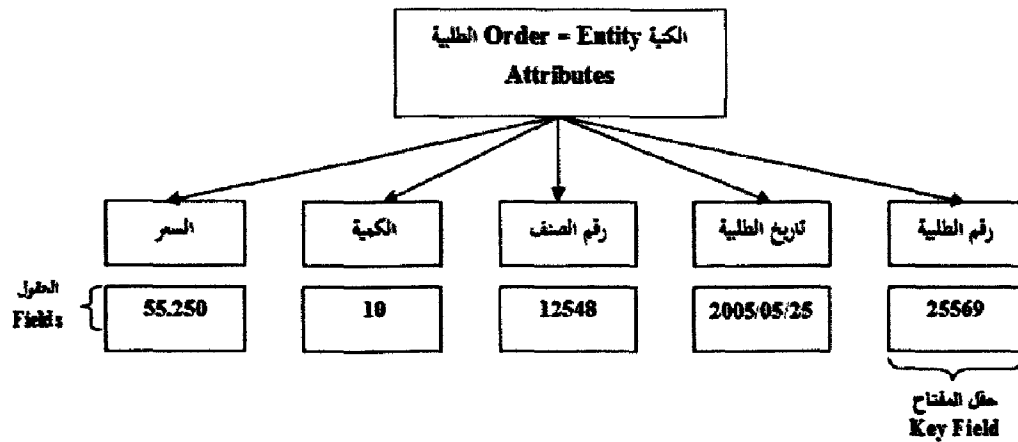 الطلبية Order = Entity الكتبة
Attributes
رقم الطلبية
تاريخ الطلبية
رقم الصنف
الكمية
السعر
25569
2005/05/25
12548
10
55.250
الحقول
Fields
حقل المفتاح
Key Field